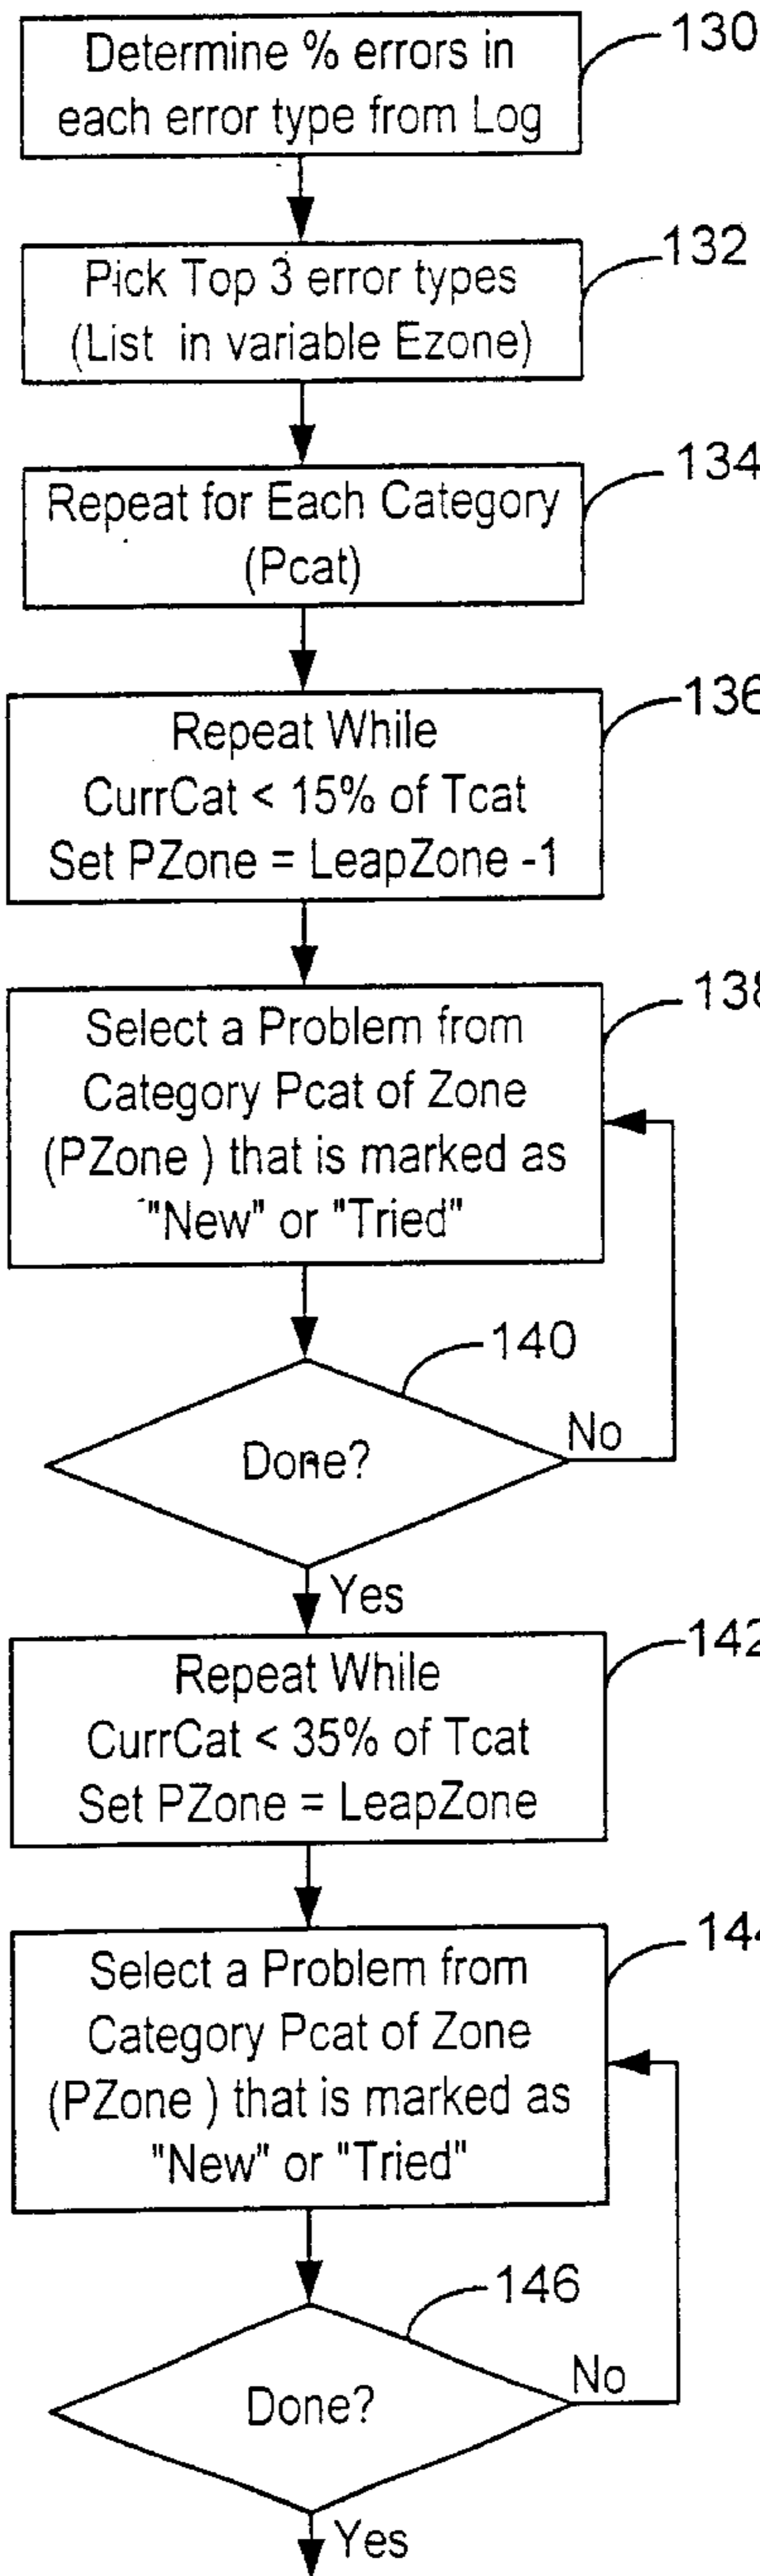 Determine % errors in
each error type from Log
130
Pick Top 3 error types
(List in variable Ezone)
132
Repeat for Each Category
(Pcat)
134
Repeat While
CurrCat < 15% of Tcat
Set PZone = LeapZone -1
136
Select a Problem from
Category Pcat of Zone
(PZone ) that is marked as
"New" or "Tried"
138
140
Done?
No
Yes
Repeat While
CurrCat < 35% of Tcat
Set PZone = LeapZone
142
Select a Problem from
Category Pcat of Zone
(PZone ) that is marked as
"New" or "Tried"
144
146
Done?
No
Yes